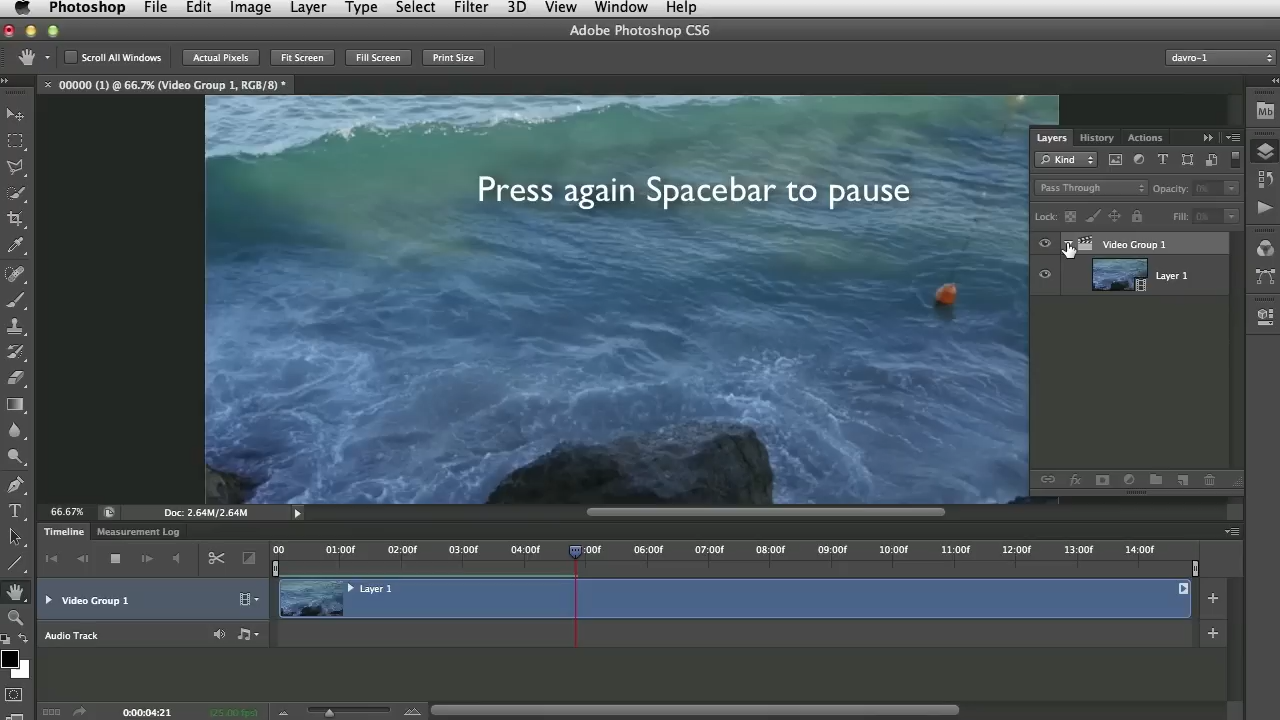 Photoshop File Edit Image Layer Type Select Filter 3D View Window Help
Adobe Photoshop CS6
Scroll All Windows Actual Pixels Fit Screen Fill Screen Print Size davro-1
00000 (1) @ 66.7% (Video Group 1, RGB/8) *
Mb
Layers History Actions
Kind
Pass Through Opacity: 0%
Lock: Fill: 0%
Video Group 1
Layer 1
Press again Spacebar to pause
66.67% Doc: 2.64M/2.64M
Timeline Measurement Log
00 01:00f 02:00f 03:00f 04:00f :00f 06:00f 07:00f 08:00f 09:00f 10:00f 11:00f 12:00f 13:00f 14:00f
Layer 1
Video Group 1
Audio Track
0:00:04:21 (25.00 fps)